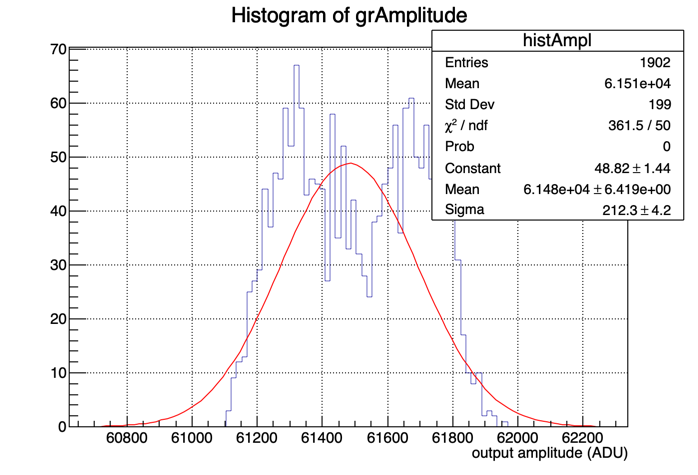 Histogram of grAmplitude
histAmpl
Entries 1902
Mean 6.151e+04
Std Dev 199
χ² / ndf 361.5 / 50
Prob 0
Constant 48.82 ± 1.44
Mean 6.148e+04 ± 6.419e+00
Sigma 212.3 ± 4.2
70
60
50
40
30
20
10
0
60800 61000 61200 61400 61600 61800 62000 62200
output amplitude (ADU)